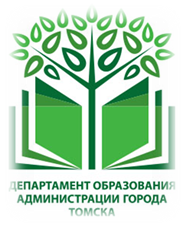 ДЕПАРТАМЕНТ ОБРАЗОВАНИЯ
АДМИНИСТРАЦИИ ГОРОДА
ТОМСКА